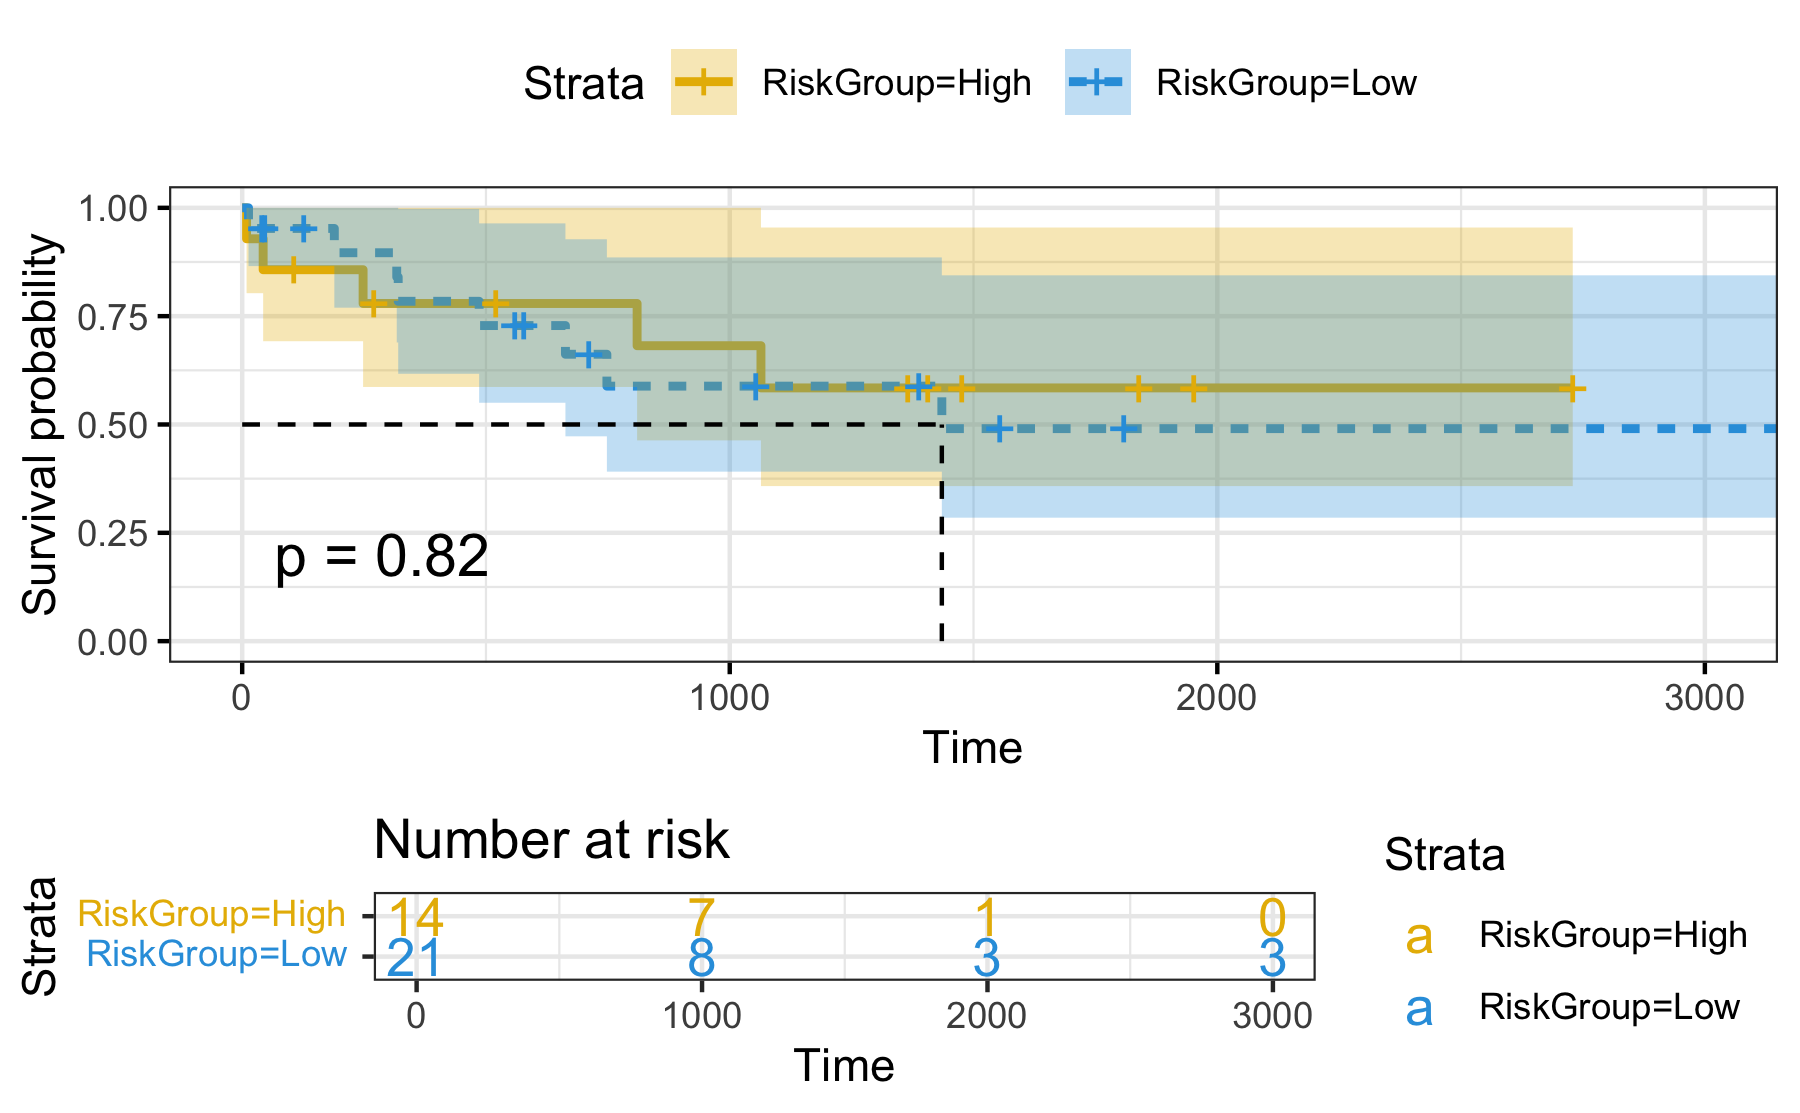 Strata RiskGroup=High RiskGroup=Low
Survival probability
1.00
0.75
0.50
0.25
0.00
p = 0.82
0 1000 2000 3000
Time
Number at risk
Strata
RiskGroup=High 14 7 1 0
RiskGroup=Low 21 8 3 3
0 1000 2000 3000
Time
Strata
a RiskGroup=High
a RiskGroup=Low